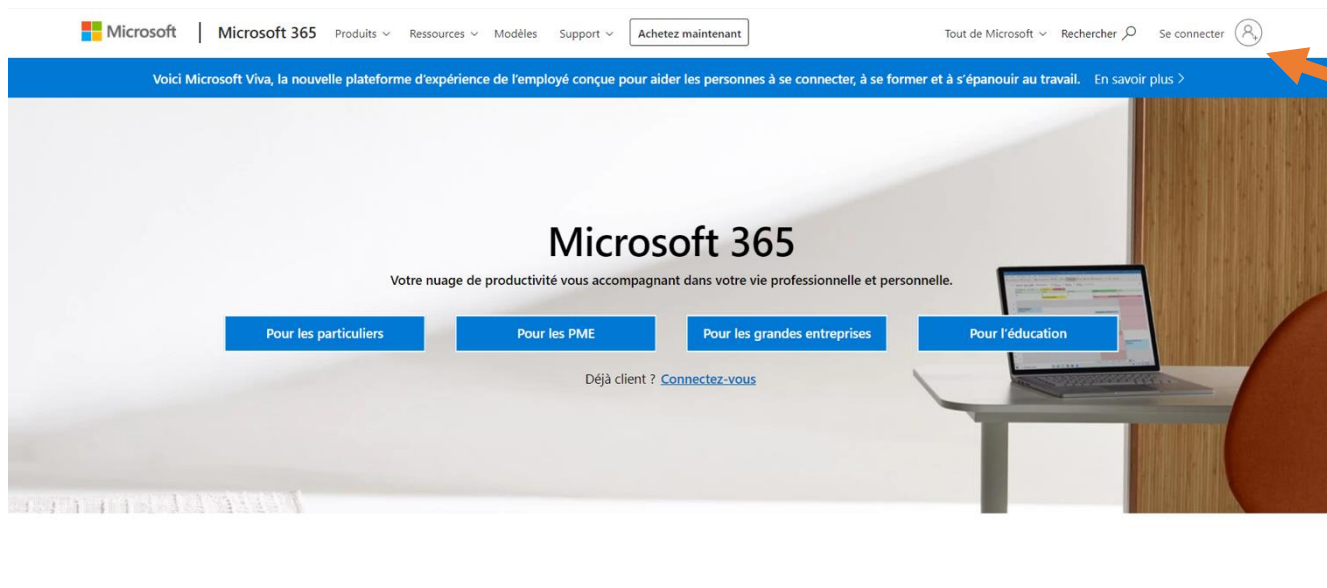 Microsoft | Microsoft 365 Produits Ressources Modèles Support Achetez maintenant Tout de Microsoft Rechercher Se connecter
Voici Microsoft Viva, la nouvelle plateforme d'expérience de l'employé conçue pour aider les personnes à se connecter, à se former et à s'épanouir au travail. En savoir plus >
Microsoft 365
Votre nuage de productivité vous accompagnant dans votre vie professionnelle et personnelle.
Pour les particuliers Pour les PME Pour les grandes entreprises Pour l'éducation
Déjà client ? Connectez-vous